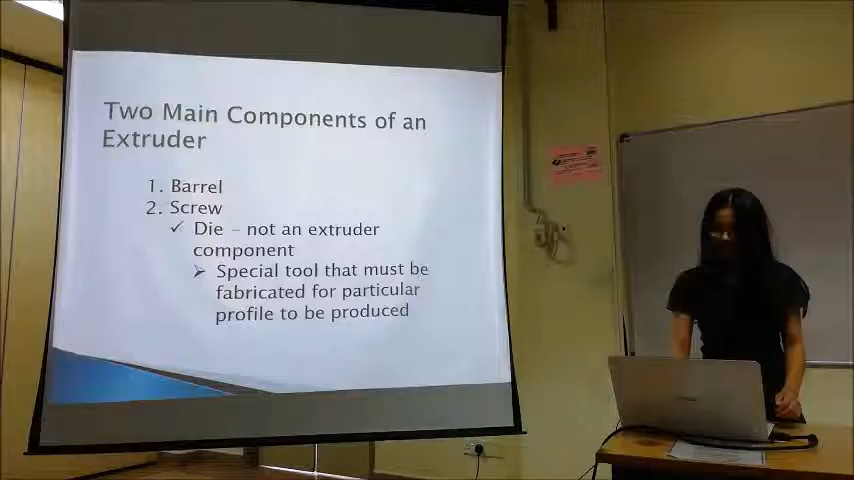 Two Main Components of an
Extruder
1. Barrel
2. Screw
✓ Die – not an extruder
component
➢ Special tool that must be
fabricated for particular
profile to be produced